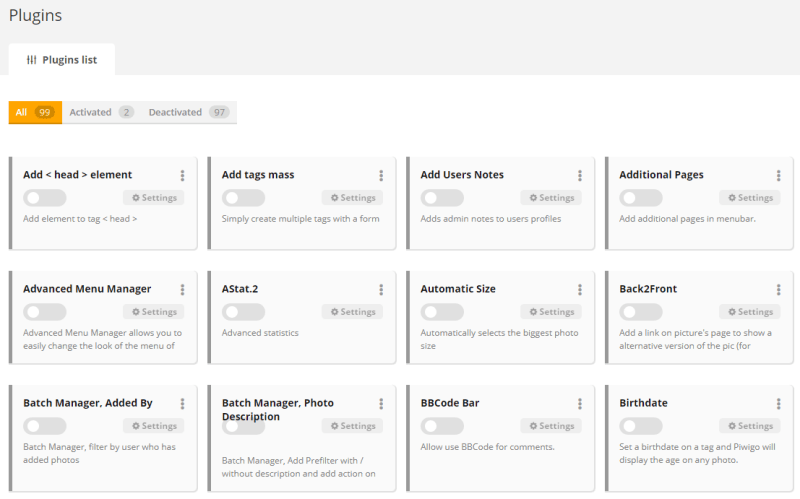 Plugins
Plugins list
All 99 Activated 2 Deactivated 97
Add < head > element
Settings
Add element to tag < head >
Add tags mass
Settings
Simply create multiple tags with a form
Add Users Notes
Settings
Adds admin notes to users profiles
Additional Pages
Settings
Add additional pages in menubar.
Advanced Menu Manager
Settings
Advanced Menu Manager allows you to
easily change the look of the menu of
AStat.2
Settings
Advanced statistics
Automatic Size
Settings
Automatically selects the biggest photo
size
Back2Front
Settings
Add a link on picture's page to show a
alternative version of the pic (for
Batch Manager, Added By
Settings
Batch Manager, filter by user who has
added photos
Batch Manager, Photo
Description
Settings
Batch Manager, Add Prefilter with /
without description and add action on
BBCode Bar
Settings
Allow use BBCode for comments.
Birthdate
Settings
Set a birthdate on a tag and Piwigo will
display the age on any photo.